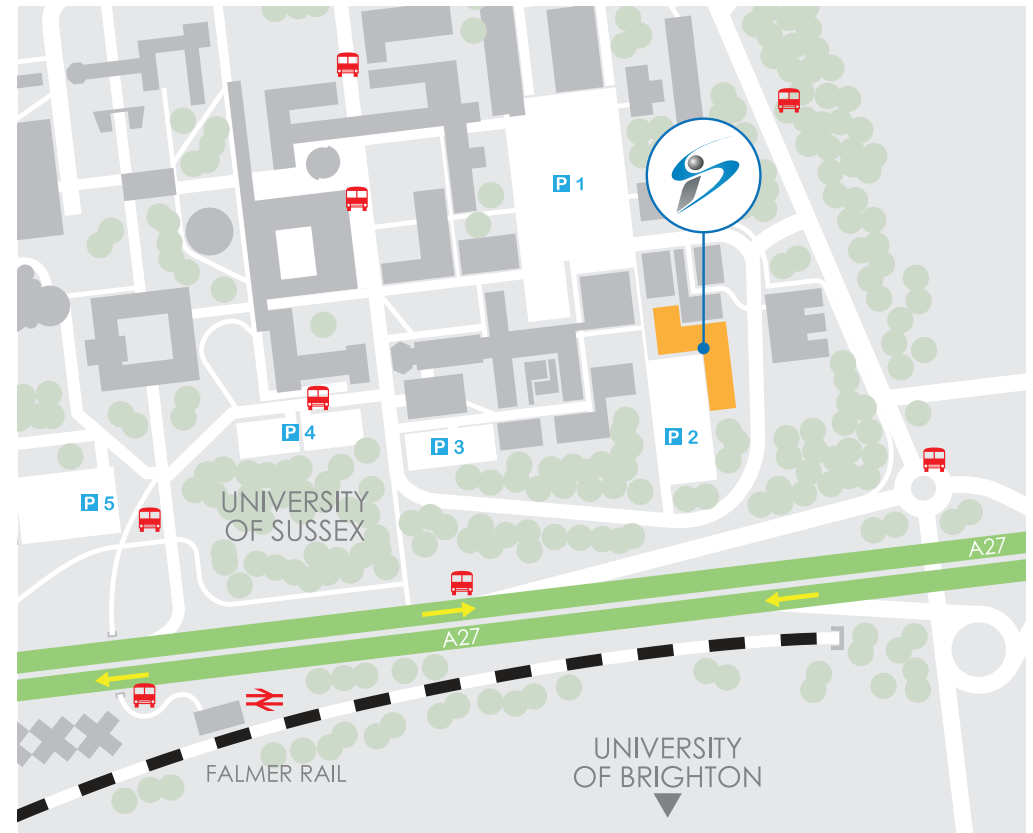 P 1
P 2
P 4
P 3
P 5
UNIVERSITY
OF SUSSEX
A27
A27
FALMER RAIL
UNIVERSITY
OF BRIGHTON